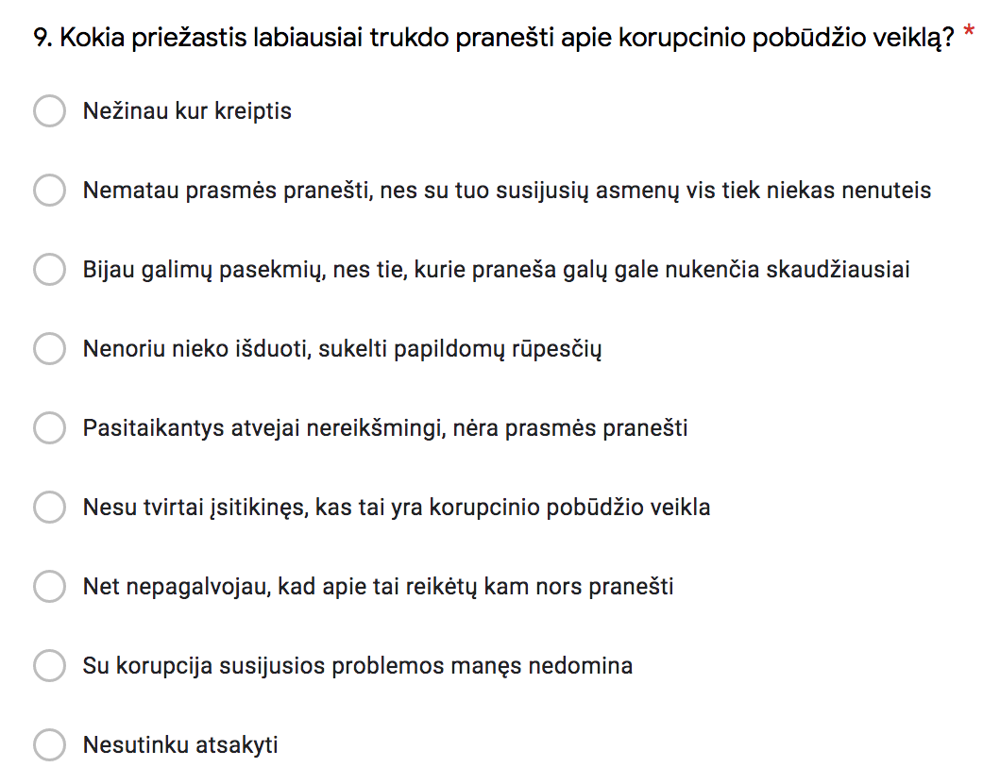 9. Kokia priežastis labiausiai trukdo pranešti apie korupcinio pobūdžio veiklą? *
Nežinau kur kreiptis
Nematau prasmės pranešti, nes su tuo susijusių asmenų vis tiek niekas nenuteis
Bijau galimų pasekmių, nes tie, kurie praneša galų gale nukenčia skaudžiausiai
Nenoriu nieko išduoti, sukelti papildomų rūpesčių
Pasitaikantys atvejai nereikšmingi, nėra prasmės pranešti
Nesu tvirtai įsitikinęs, kas tai yra korupcinio pobūdžio veikla
Net nepagalvojau, kad apie tai reikėtų kam nors pranešti
Su korupcija susijusios problemos manęs nedomina
Nesutinku atsakyti